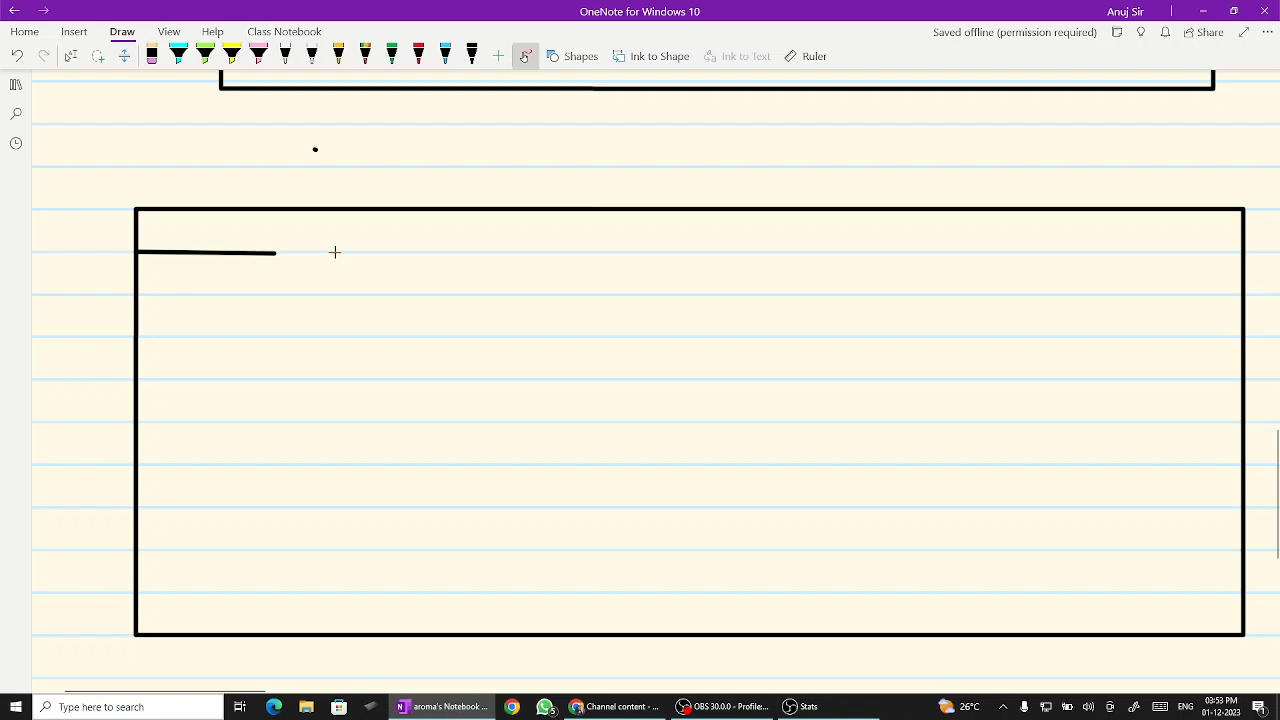 OneNote for Windows 10
Anuj Sir
Home Insert Draw View Help Class Notebook
Saved offline (permission required) Share
Shapes Ink to Shape Ink to Text Ruler
Type here to search
aroma's Notebook ...
Channel content - ...
OBS 30.0.0 - Profile...
Stats
26°C
ENG
03:53 PM
01-12-2023